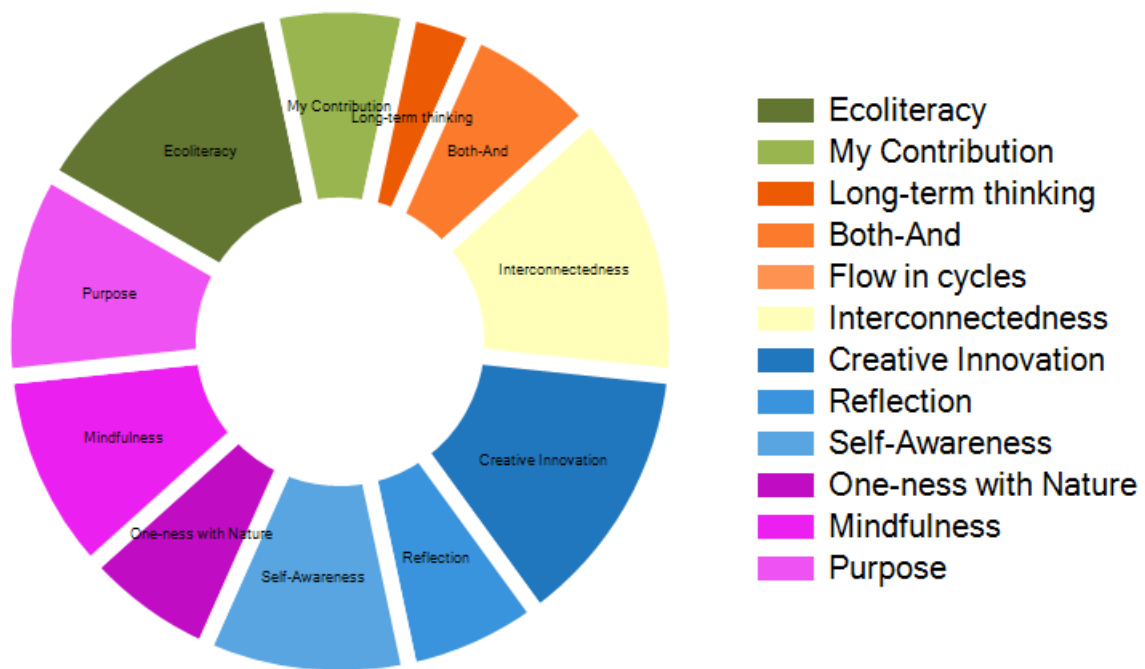 My Contribution
Long-term thinking
Ecoliteracy
Both-And
Interconnectedness
Purpose
Mindfulness
Creative Innovation
One-ness with Nature
Reflection
Self-Awareness
Ecoliteracy
My Contribution
Long-term thinking
Both-And
Flow in cycles
Interconnectedness
Creative Innovation
Reflection
Self-Awareness
One-ness with Nature
Mindfulness
Purpose